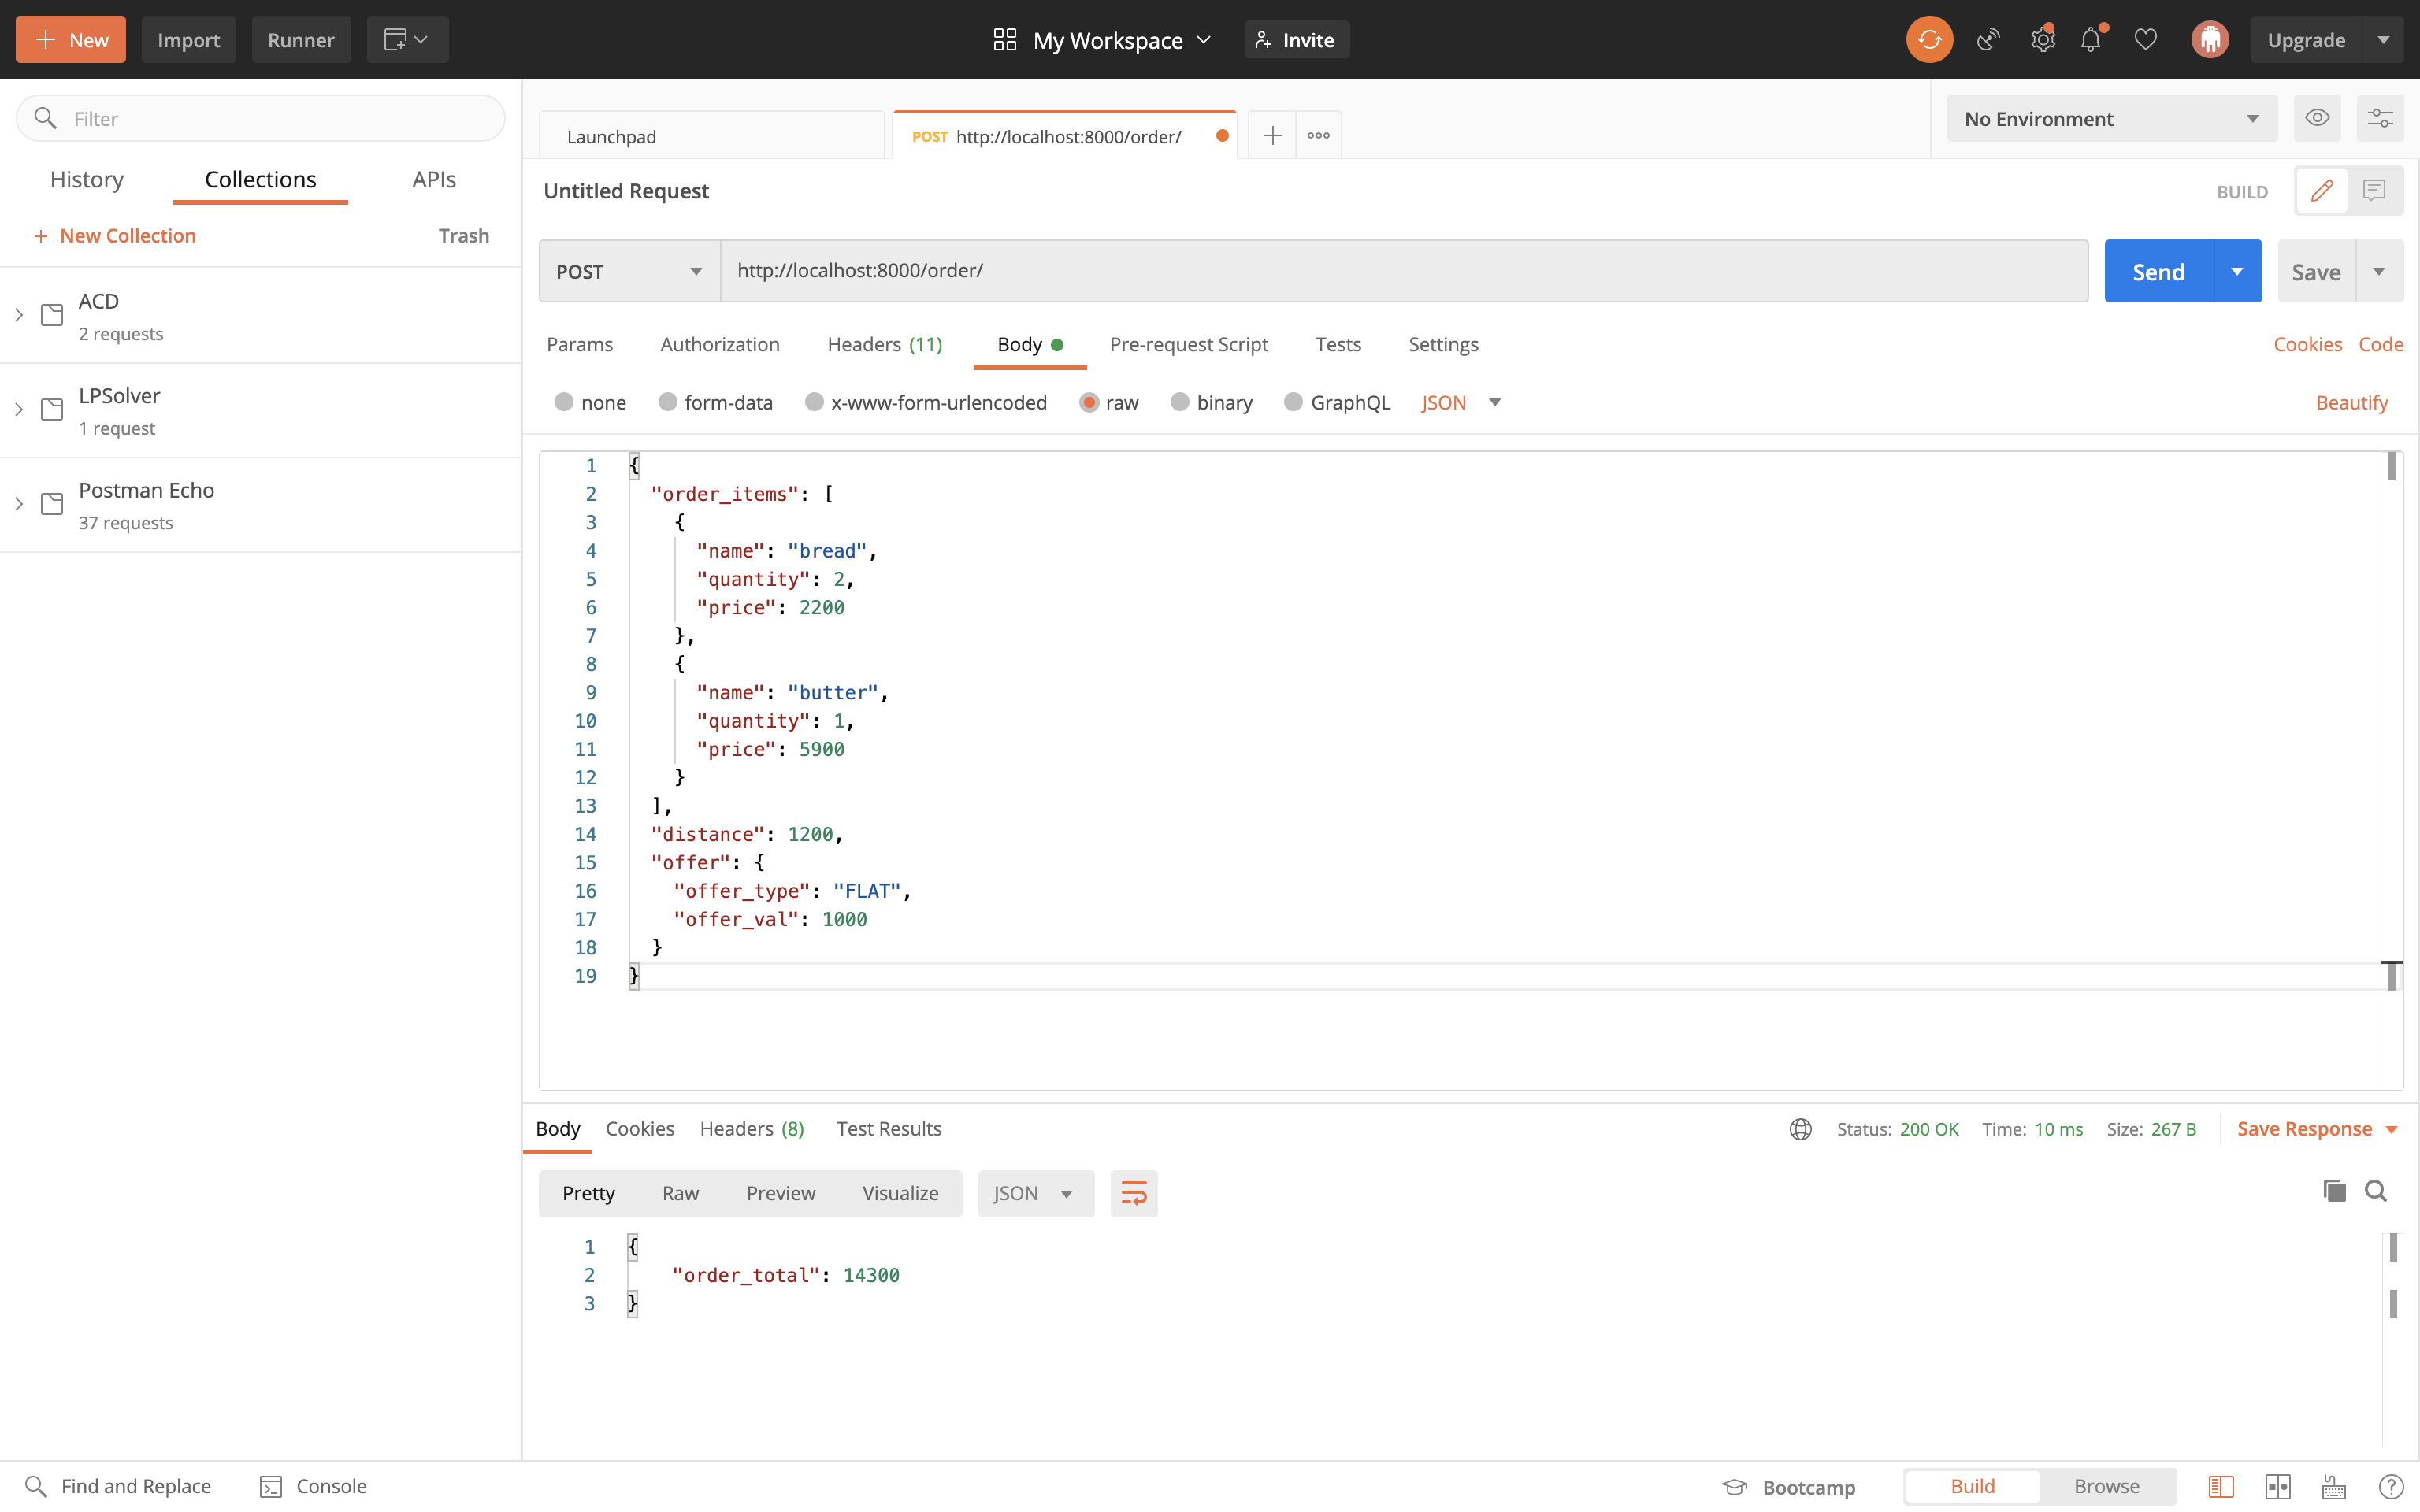 New Import Runner My Workspace Invite Upgrade
Filter
History Collections APIs
+ New Collection Trash
ACD
2 requests
LPSolver
1 request
Postman Echo
37 requests
Launchpad POST http://localhost:8000/order/ No Environment
Untitled Request BUILD
POST http://localhost:8000/order/ Send Save
Params Authorization Headers (11) Body Pre-request Script Tests Settings Cookies Code
none form-data x-www-form-urlencoded raw binary GraphQL JSON Beautify
1 {
2 "order_items": [
3 {
4 "name": "bread",
5 "quantity": 2,
6 "price": 2200
7 },
8 {
9 "name": "butter",
10 "quantity": 1,
11 "price": 5900
12 }
13 ],
14 "distance": 1200,
15 "offer": {
16 "offer_type": "FLAT",
17 "offer_val": 1000
18 }
19 }
Body Cookies Headers (8) Test Results Status: 200 OK Time: 10 ms Size: 267 B Save Response
Pretty Raw Preview Visualize JSON
1 {
2 "order_total": 14300
3 }
Find and Replace Console Bootcamp Build Browse